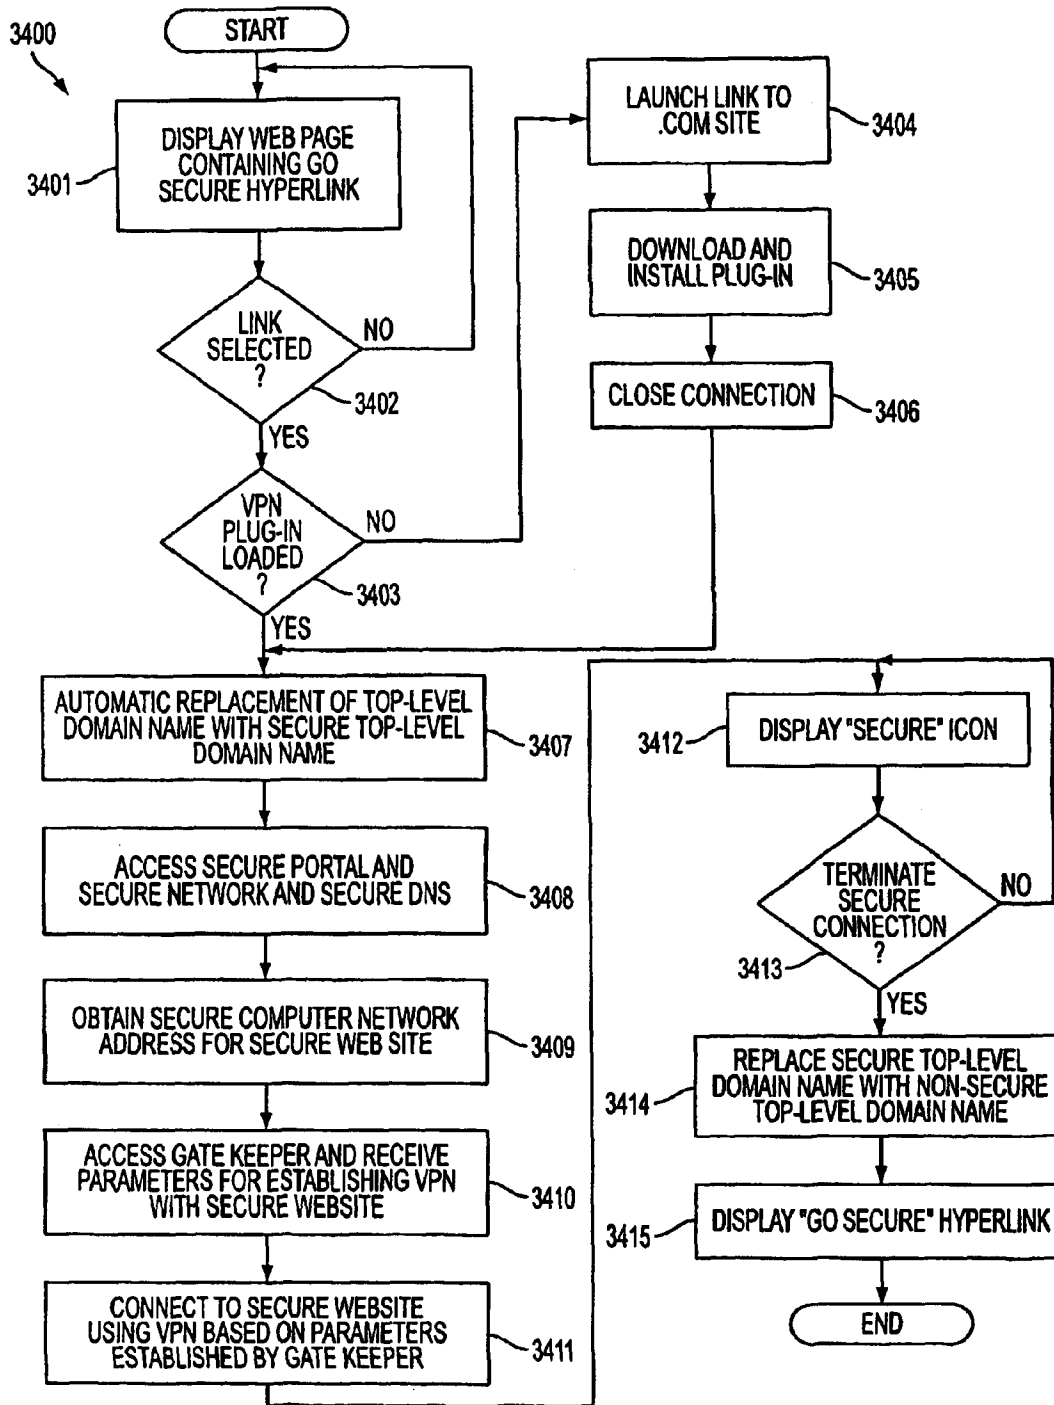 3400
START
DISPLAY WEB PAGE
CONTAINING GO
SECURE HYPERLINK
3401
LINK
SELECTED
?
NO
3402
YES
VPN
PLUG-IN
LOADED
?
NO
3403
YES
LAUNCH LINK TO
.COM SITE
3404
DOWNLOAD AND
INSTALL PLUG-IN
3405
CLOSE CONNECTION
3406
AUTOMATIC REPLACEMENT OF TOP-LEVEL
DOMAIN NAME WITH SECURE TOP-LEVEL
DOMAIN NAME
3407
ACCESS SECURE PORTAL AND
SECURE NETWORK AND SECURE DNS
3408
OBTAIN SECURE COMPUTER NETWORK
ADDRESS FOR SECURE WEB SITE
3409
ACCESS GATE KEEPER AND RECEIVE
PARAMETERS FOR ESTABLISHING VPN
WITH SECURE WEBSITE
3410
CONNECT TO SECURE WEBSITE
USING VPN BASED ON PARAMETERS
ESTABLISHED BY GATE KEEPER
3411
DISPLAY "SECURE" ICON
3412
TERMINATE
SECURE
CONNECTION
?
NO
3413
YES
REPLACE SECURE TOP-LEVEL
DOMAIN NAME WITH NON-SECURE
TOP-LEVEL DOMAIN NAME
3414
DISPLAY "GO SECURE" HYPERLINK
3415
END